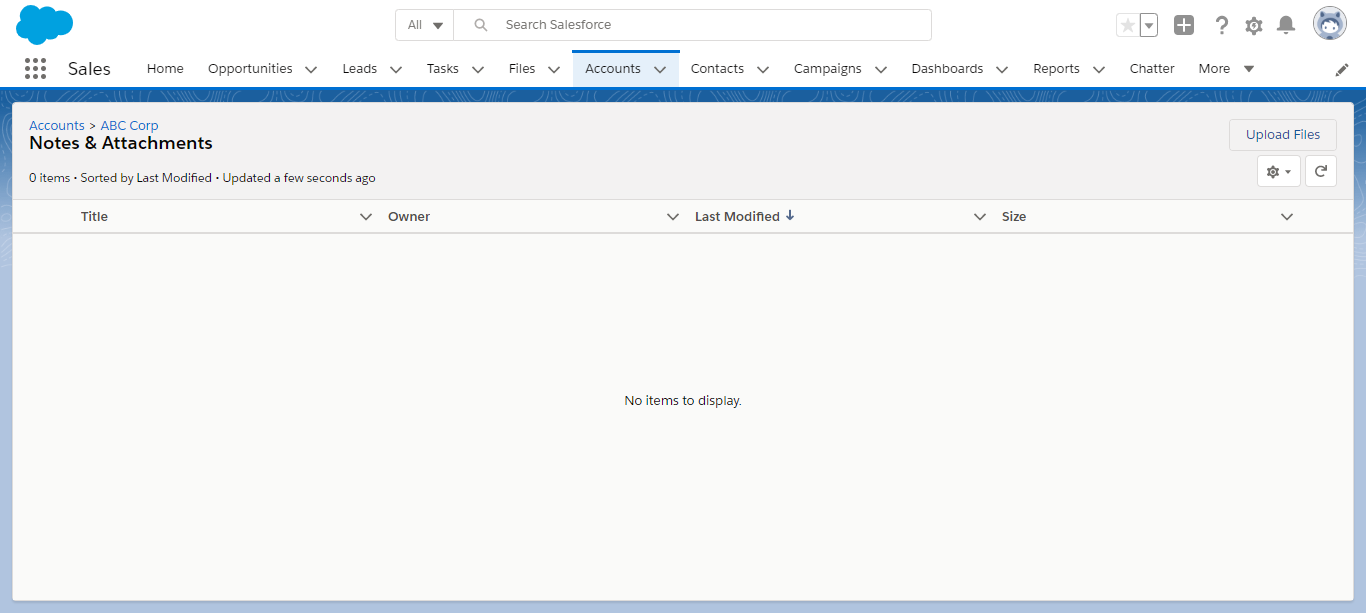 All Search Salesforce
Sales Home Opportunities Leads Tasks Files Accounts Contacts Campaigns Dashboards Reports Chatter More
Accounts > ABC Corp
Notes & Attachments
Upload Files
0 items • Sorted by Last Modified • Updated a few seconds ago
Title Owner Last Modified Size
No items to display.